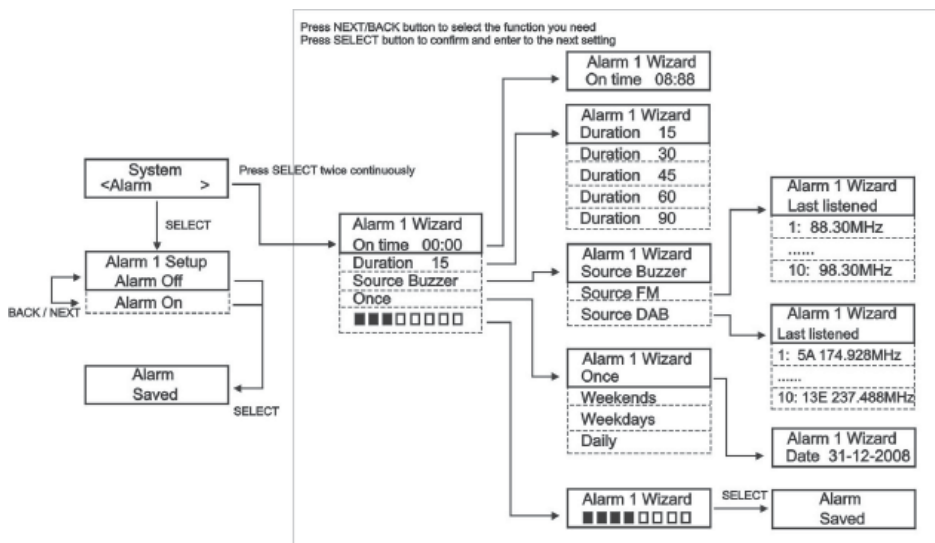 Press NEXT/BACK button to select the function you need
Press SELECT button to confirm and enter to the next setting
System
<Alarm >
Press SELECT twice continuously
SELECT
Alarm 1 Setup
Alarm Off
Alarm On
BACK / NEXT
Alarm
Saved
SELECT
Alarm 1 Wizard
On time 00:00
Duration 15
Source Buzzer
Once
Alarm 1 Wizard
On time 08:88
Alarm 1 Wizard
Duration 15
Duration 30
Duration 45
Duration 60
Duration 90
Alarm 1 Wizard
Source Buzzer
Source FM
Source DAB
Alarm 1 Wizard
Once
Weekends
Weekdays
Daily
Alarm 1 Wizard
SELECT
Alarm 1 Wizard
Last listened
1: 88.30MHz
......
10: 98.30MHz
Alarm 1 Wizard
Last listened
1: 5A 174.928MHz
......
10: 13E 237.488MHz
Alarm 1 Wizard
Date 31-12-2008
Alarm
Saved